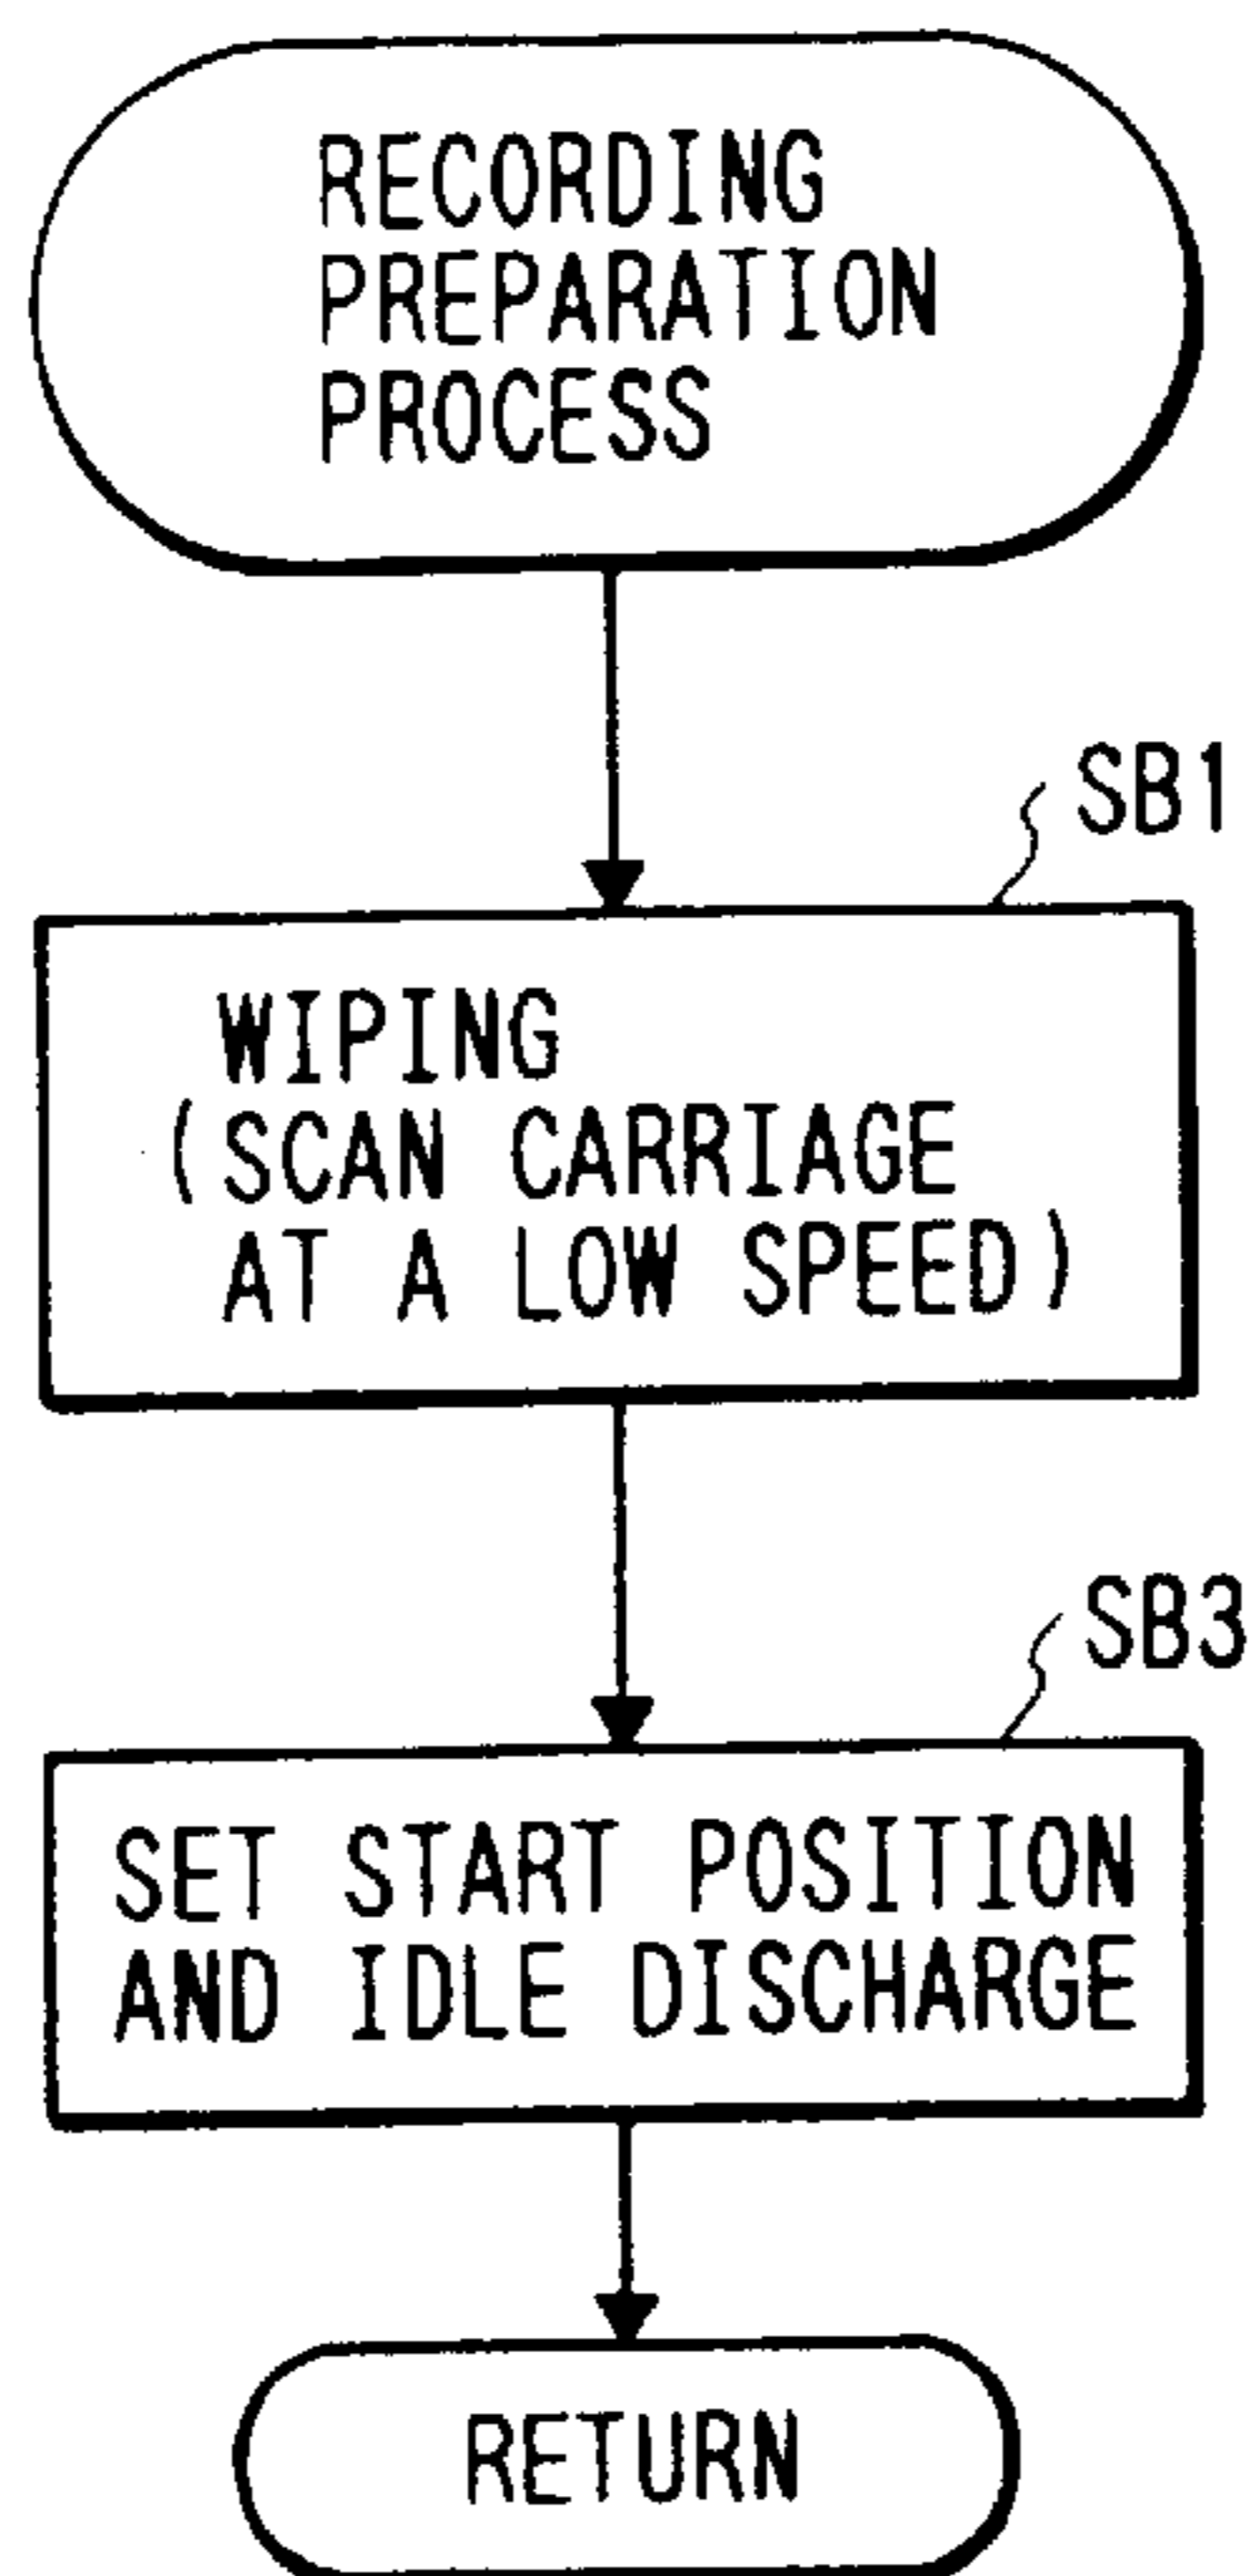 RECORDING
PREPARATION
PROCESS
SB1
WIPING
(SCAN CARRIAGE
AT A LOW SPEED)
SB3
SET START POSITION
AND IDLE DISCHARGE
RETURN